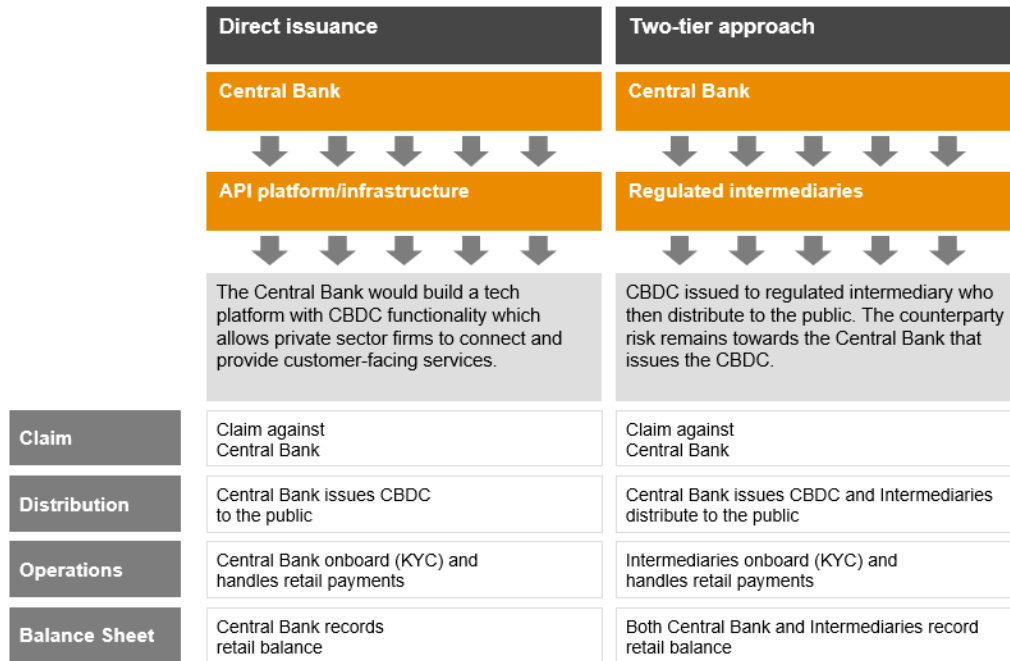 Direct issuance
Two-tier approach
Central Bank
Central Bank
API platform/infrastructure
Regulated intermediaries
The Central Bank would build a tech
platform with CBDC functionality which
allows private sector firms to connect and
provide customer-facing services.
CBDC issued to regulated intermediary who
then distribute to the public. The counterparty
risk remains towards the Central Bank that
issues the CBDC.
Claim
Claim against
Central Bank
Claim against
Central Bank
Distribution
Central Bank issues CBDC
to the public
Central Bank issues CBDC and Intermediaries
distribute to the public
Operations
Central Bank onboard (KYC) and
handles retail payments
Intermediaries onboard (KYC) and
handles retail payments
Balance Sheet
Central Bank records
retail balance
Both Central Bank and Intermediaries record
retail balance